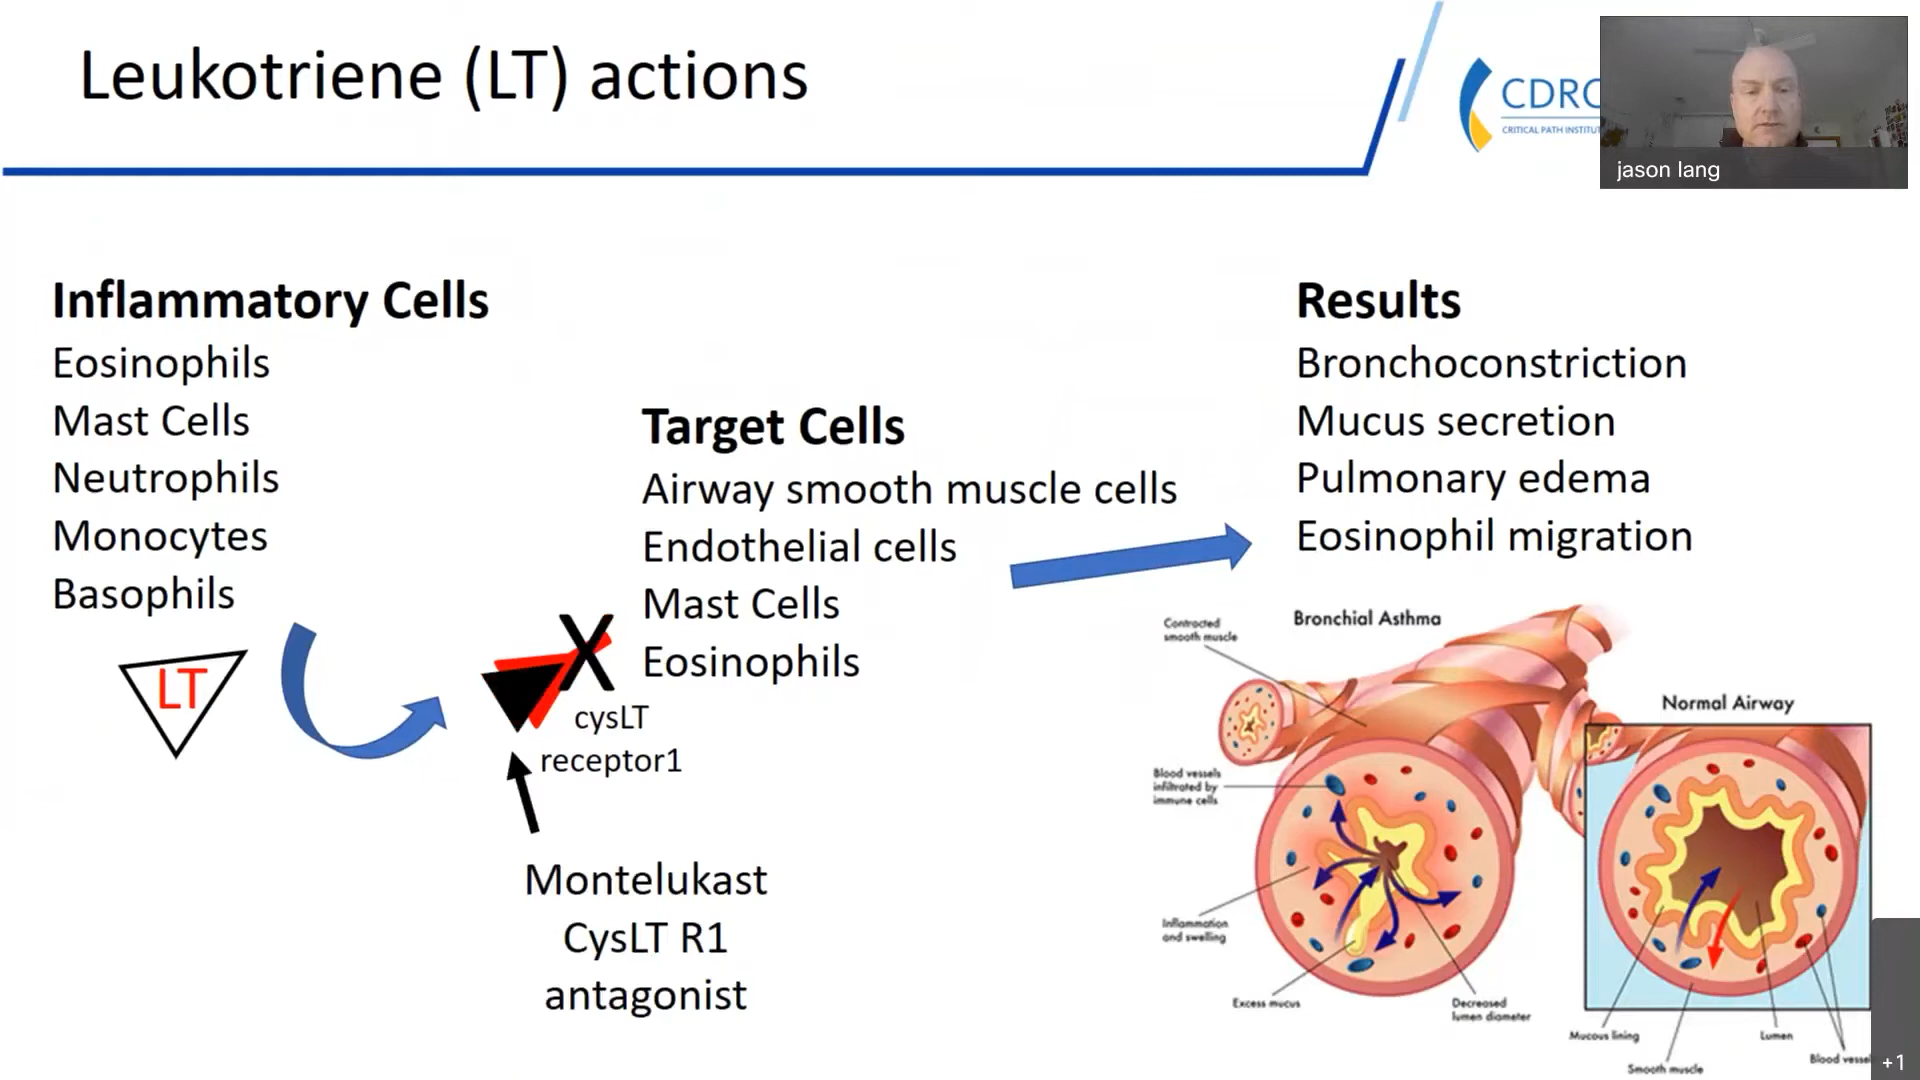 Leukotriene (LT) actions
CDRC
CRITICAL PATH INSTITUT
jason lang
Inflammatory Cells
Eosinophils
Mast Cells
Neutrophils
Monocytes
Basophils
LT
Target Cells
Airway smooth muscle cells
Endothelial cells
Mast Cells
Eosinophils
X
cysLT
receptor1
Montelukast
CysLT R1
antagonist
Results
Bronchoconstriction
Mucus secretion
Pulmonary edema
Eosinophil migration
Bronchial Asthma
Contracted
smooth muscle
Blood vessels
infiltrated by
immune cells
Inflammation
and swelling
Excess mucus
Decreased
lumen diameter
Normal Airway
Mucous lining
Smooth muscle
Lumen
Blood vessel
+1